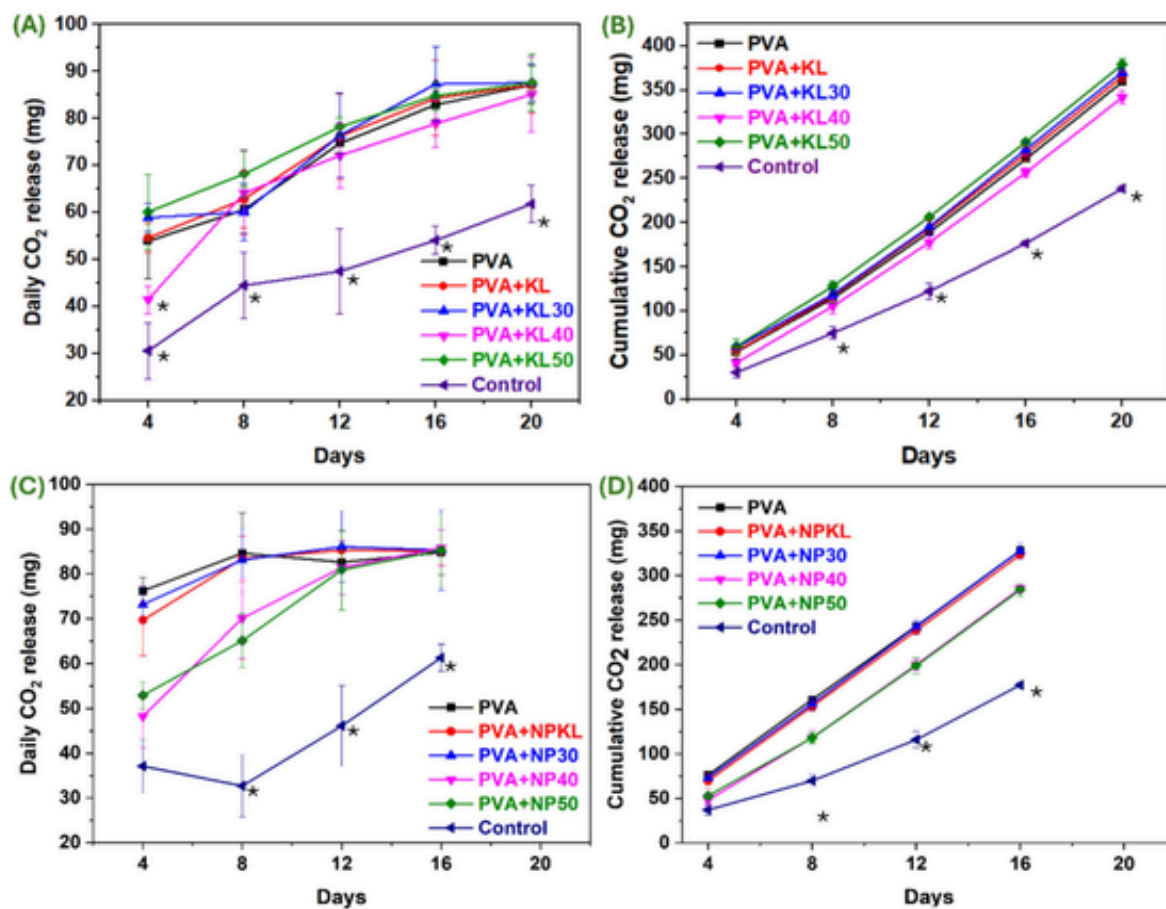 (A)
100
90
80
70
60
50
40
30
20
Daily CO₂ release (mg)
4 8 12 16 20
Days
PVA
PVA+KL
PVA+KL30
PVA+KL40
PVA+KL50
Control
* * * * * *
(B)
400
350
300
250
200
150
100
50
0
Cumulative CO₂ release (mg)
4 8 12 16 20
Days
PVA
PVA+KL
PVA+KL30
PVA+KL40
PVA+KL50
Control
* * * *
(C)
100
90
80
70
60
50
40
30
20
Daily CO₂ release (mg)
4 8 12 16 20
Days
PVA
PVA+NPKL
PVA+NP30
PVA+NP40
PVA+NP50
Control
* * *
(D)
400
350
300
250
200
150
100
50
0
Cumulative CO2 release (mg)
4 8 12 16 20
Days
PVA
PVA+NPKL
PVA+NP30
PVA+NP40
PVA+NP50
Control
* * *